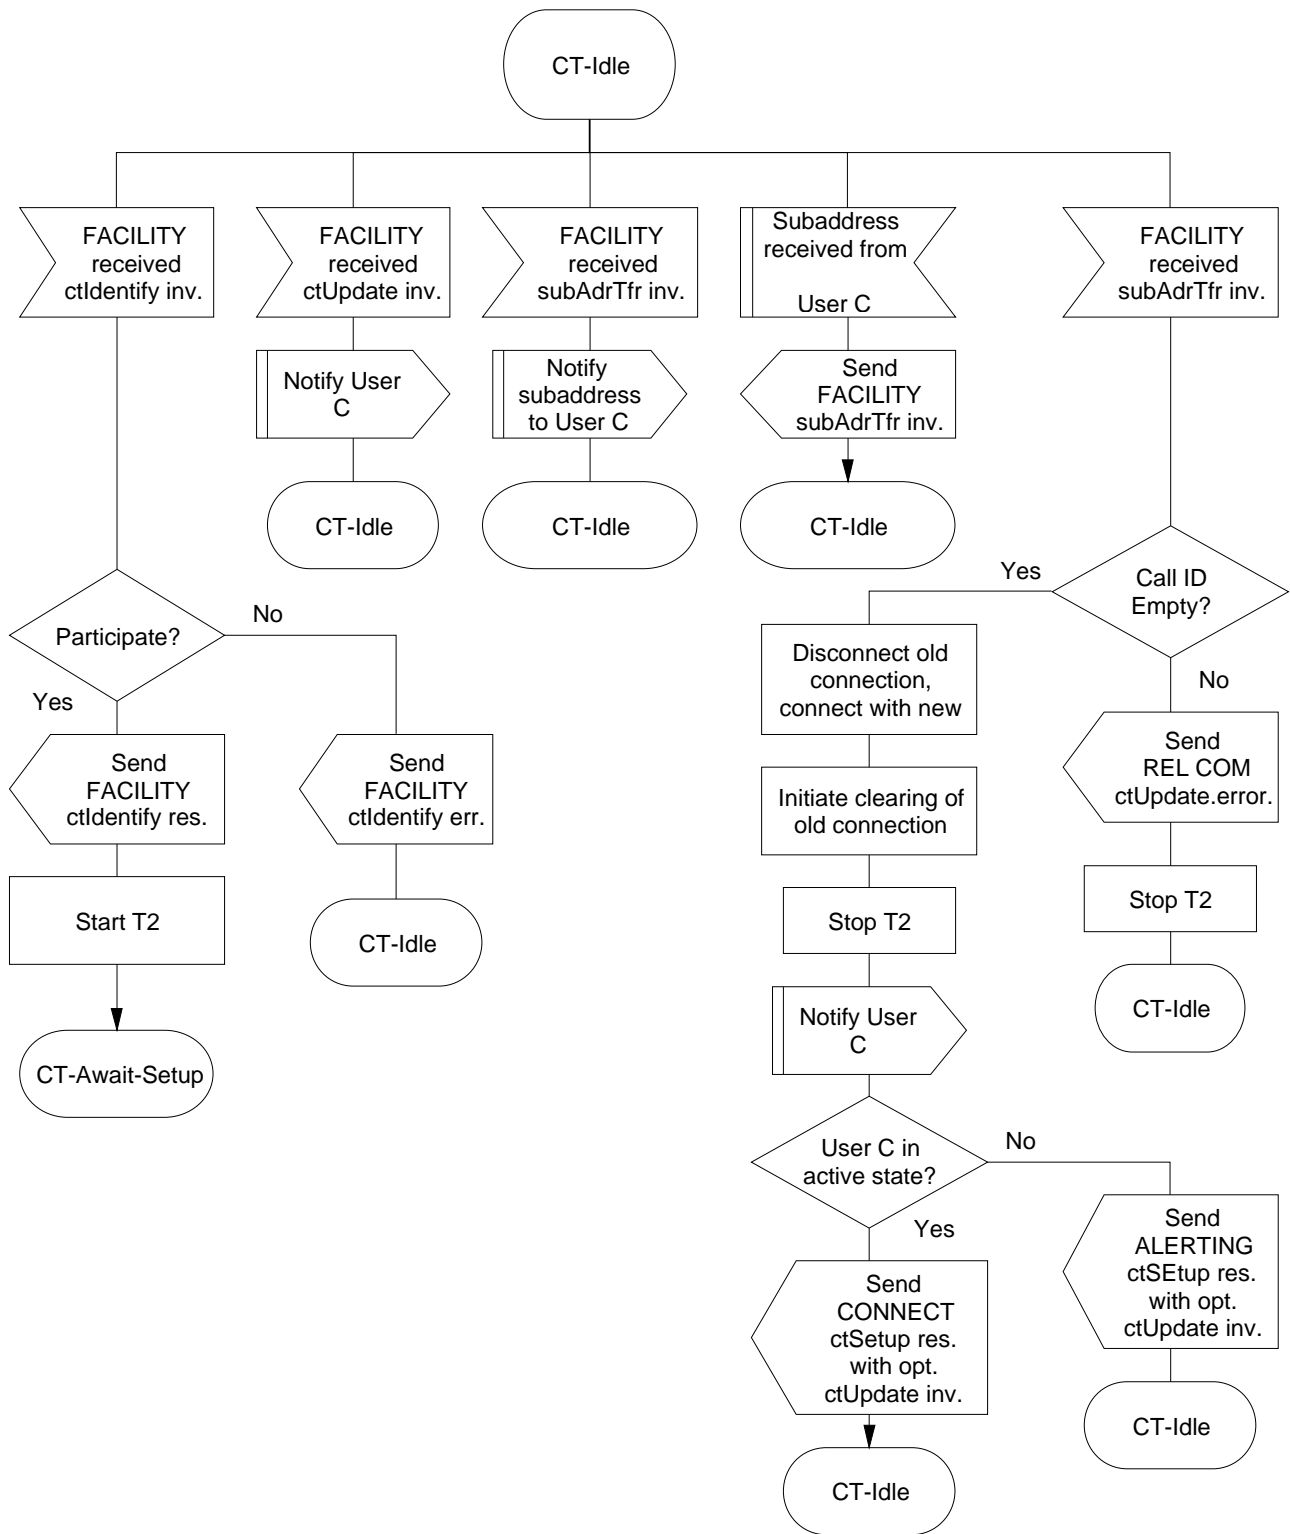 CT-Idle
FACILITY
received
ctIdentify inv.
FACILITY
received
ctUpdate inv.
FACILITY
received
subAdrTfr inv.
Subaddress
received from
User C
FACILITY
received
subAdrTfr inv.
Notify User
C
Notify
subaddress
to User C
Send
FACILITY
subAdrTfr inv.
CT-Idle
CT-Idle
CT-Idle
Participate?
No
Yes
Send
FACILITY
ctIdentify res.
Send
FACILITY
ctIdentify err.
Start T2
CT-Idle
CT-Await-Setup
Call ID
Empty?
Yes
No
Disconnect old
connection,
connect with new
Initiate clearing of
old connection
Stop T2
Notify User
C
Send
REL COM
ctUpdate.error.
Stop T2
CT-Idle
User C in
active state?
No
Yes
Send
CONNECT
ctSetup res.
with opt.
ctUpdate inv.
CT-Idle
Send
ALERTING
ctSEtup res.
with opt.
ctUpdate inv.
CT-Idle